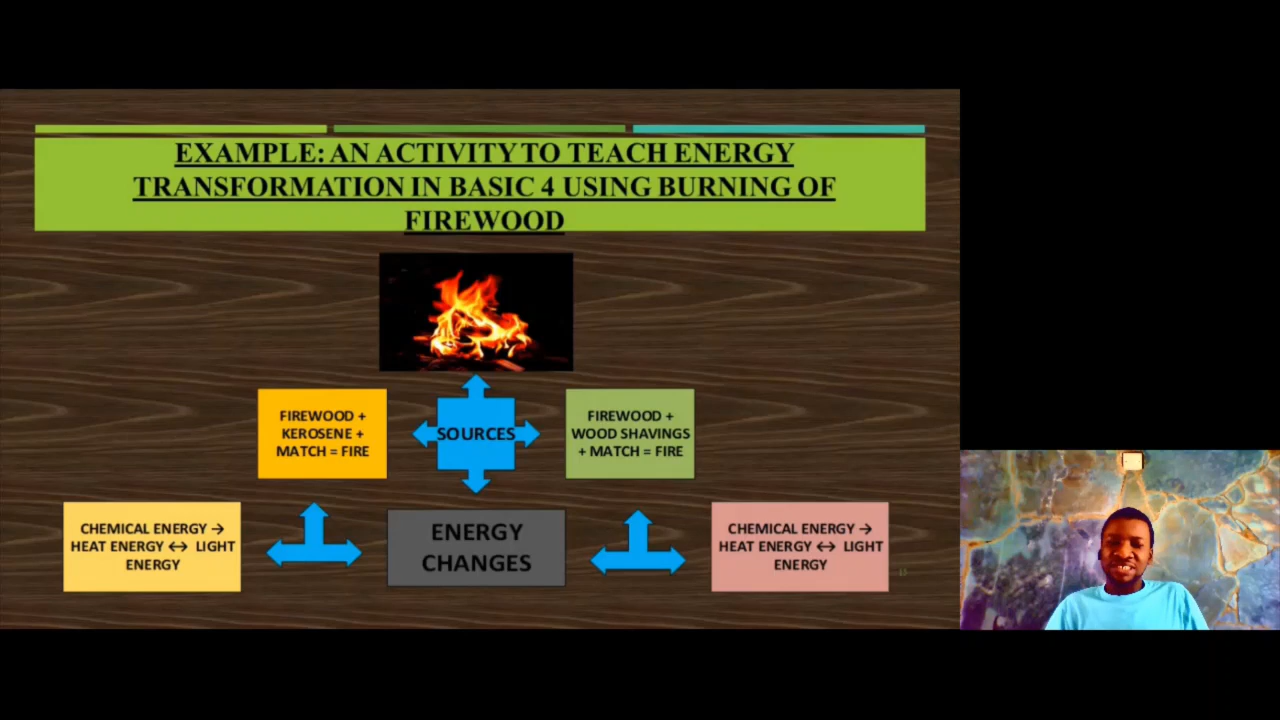 EXAMPLE: AN ACTIVITY TO TEACH ENERGY
TRANSFORMATION IN BASIC 4 USING BURNING OF
FIREWOOD
FIREWOOD +
KEROSENE +
MATCH = FIRE
SOURCES
FIREWOOD +
WOOD SHAVINGS
+ MATCH = FIRE
CHEMICAL ENERGY →
HEAT ENERGY ↔ LIGHT
ENERGY
ENERGY
CHANGES
CHEMICAL ENERGY →
HEAT ENERGY ↔ LIGHT
ENERGY
15